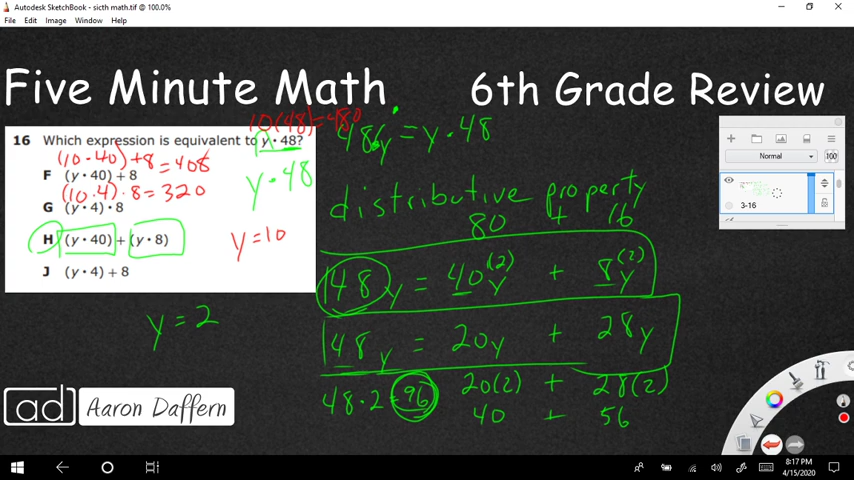 Autodesk SketchBook - sicth math.tif @ 100.0%
File Edit Image Window Help
Five Minute Math
6th Grade Review
16 Which expression is equivalent to y · 48?
F (y · 40) + 8
G (y · 4) · 8
H (y · 40) + (y · 8)
J (y · 4) + 8
10(48)=480
(10·40)+8=408
(10·4)·8=320
y·48
y=10
y=2
48y=y·48
distributive property
80 + 16
48y = 40y(2) + 8y(2)
48y = 20y + 28y
48·2=96 20(2) + 28(2)
40 + 56
Normal
100
3-16
ad Aaron Daffern
8:17 PM
4/15/2020